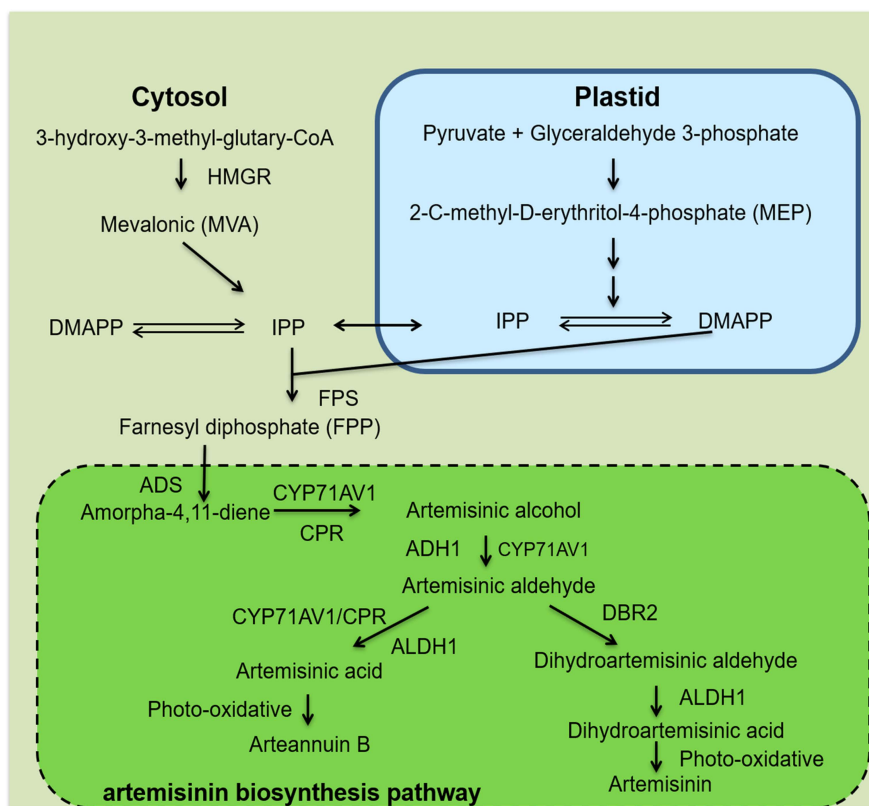 Cytosol
Plastid
3-hydroxy-3-methyl-glutary-CoA
Pyruvate + Glyceraldehyde 3-phosphate
HMGR
Mevalonic (MVA)
2-C-methyl-D-erythritol-4-phosphate (MEP)
DMAPP
IPP
IPP
DMAPP
FPS
Farnesyl diphosphate (FPP)
ADS
CYP71AV1
Amorpha-4,11-diene
CPR
Artemisinic alcohol
ADH1
CYP71AV1
Artemisinic aldehyde
CYP71AV1/CPR
DBR2
ALDH1
Artemisinic acid
Dihydroartemisinic aldehyde
Photo-oxidative
ALDH1
Arteannuin B
Dihydroartemisinic acid
Photo-oxidative
Artemisinin
artemisinin biosynthesis pathway